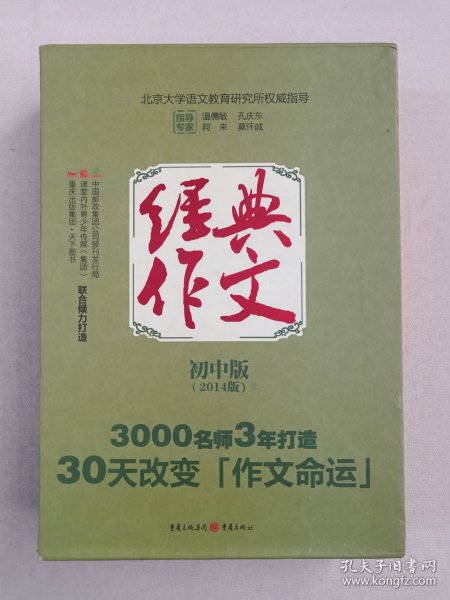 北京大学语文教育研究所权威指导
指导专家
温儒敏 孔庆东
阿来 莫怀戚
中国邮政集团公司报刊发行局
课堂内外青少年传媒(集团)
重庆出版集团·天下图书
联合倾力打造
经典
作文
初中版
(2014版)
3000名师3年打造
30天改变「作文命运」
重庆出版集团 重庆出版社
孔夫子旧书网
www.kongfz.com